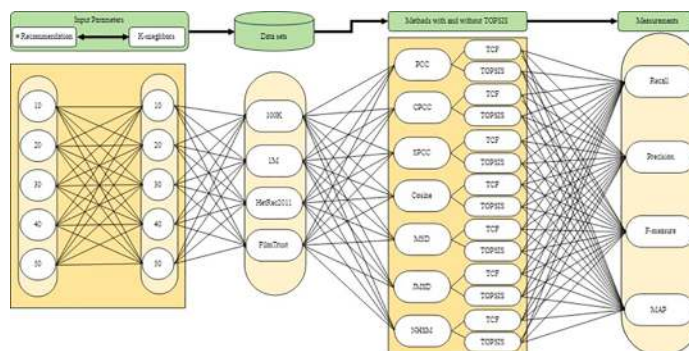 Input Parameters
# Recommendation
K-neighbors
Data sets
Methods with and without TOPSIS
Measurements
10
20
30
40
50
10
20
30
40
50
100K
1M
HetRec2011
FilmTrust
PCC
CPCC
SPCC
Cosine
MSD
JMSD
NHSM
TCF
TOPSIS
TCF
TOPSIS
TCF
TOPSIS
TCF
TOPSIS
TCF
TOPSIS
TCF
TOPSIS
TCF
TOPSIS
Recall
Precision
F-measure
MAP